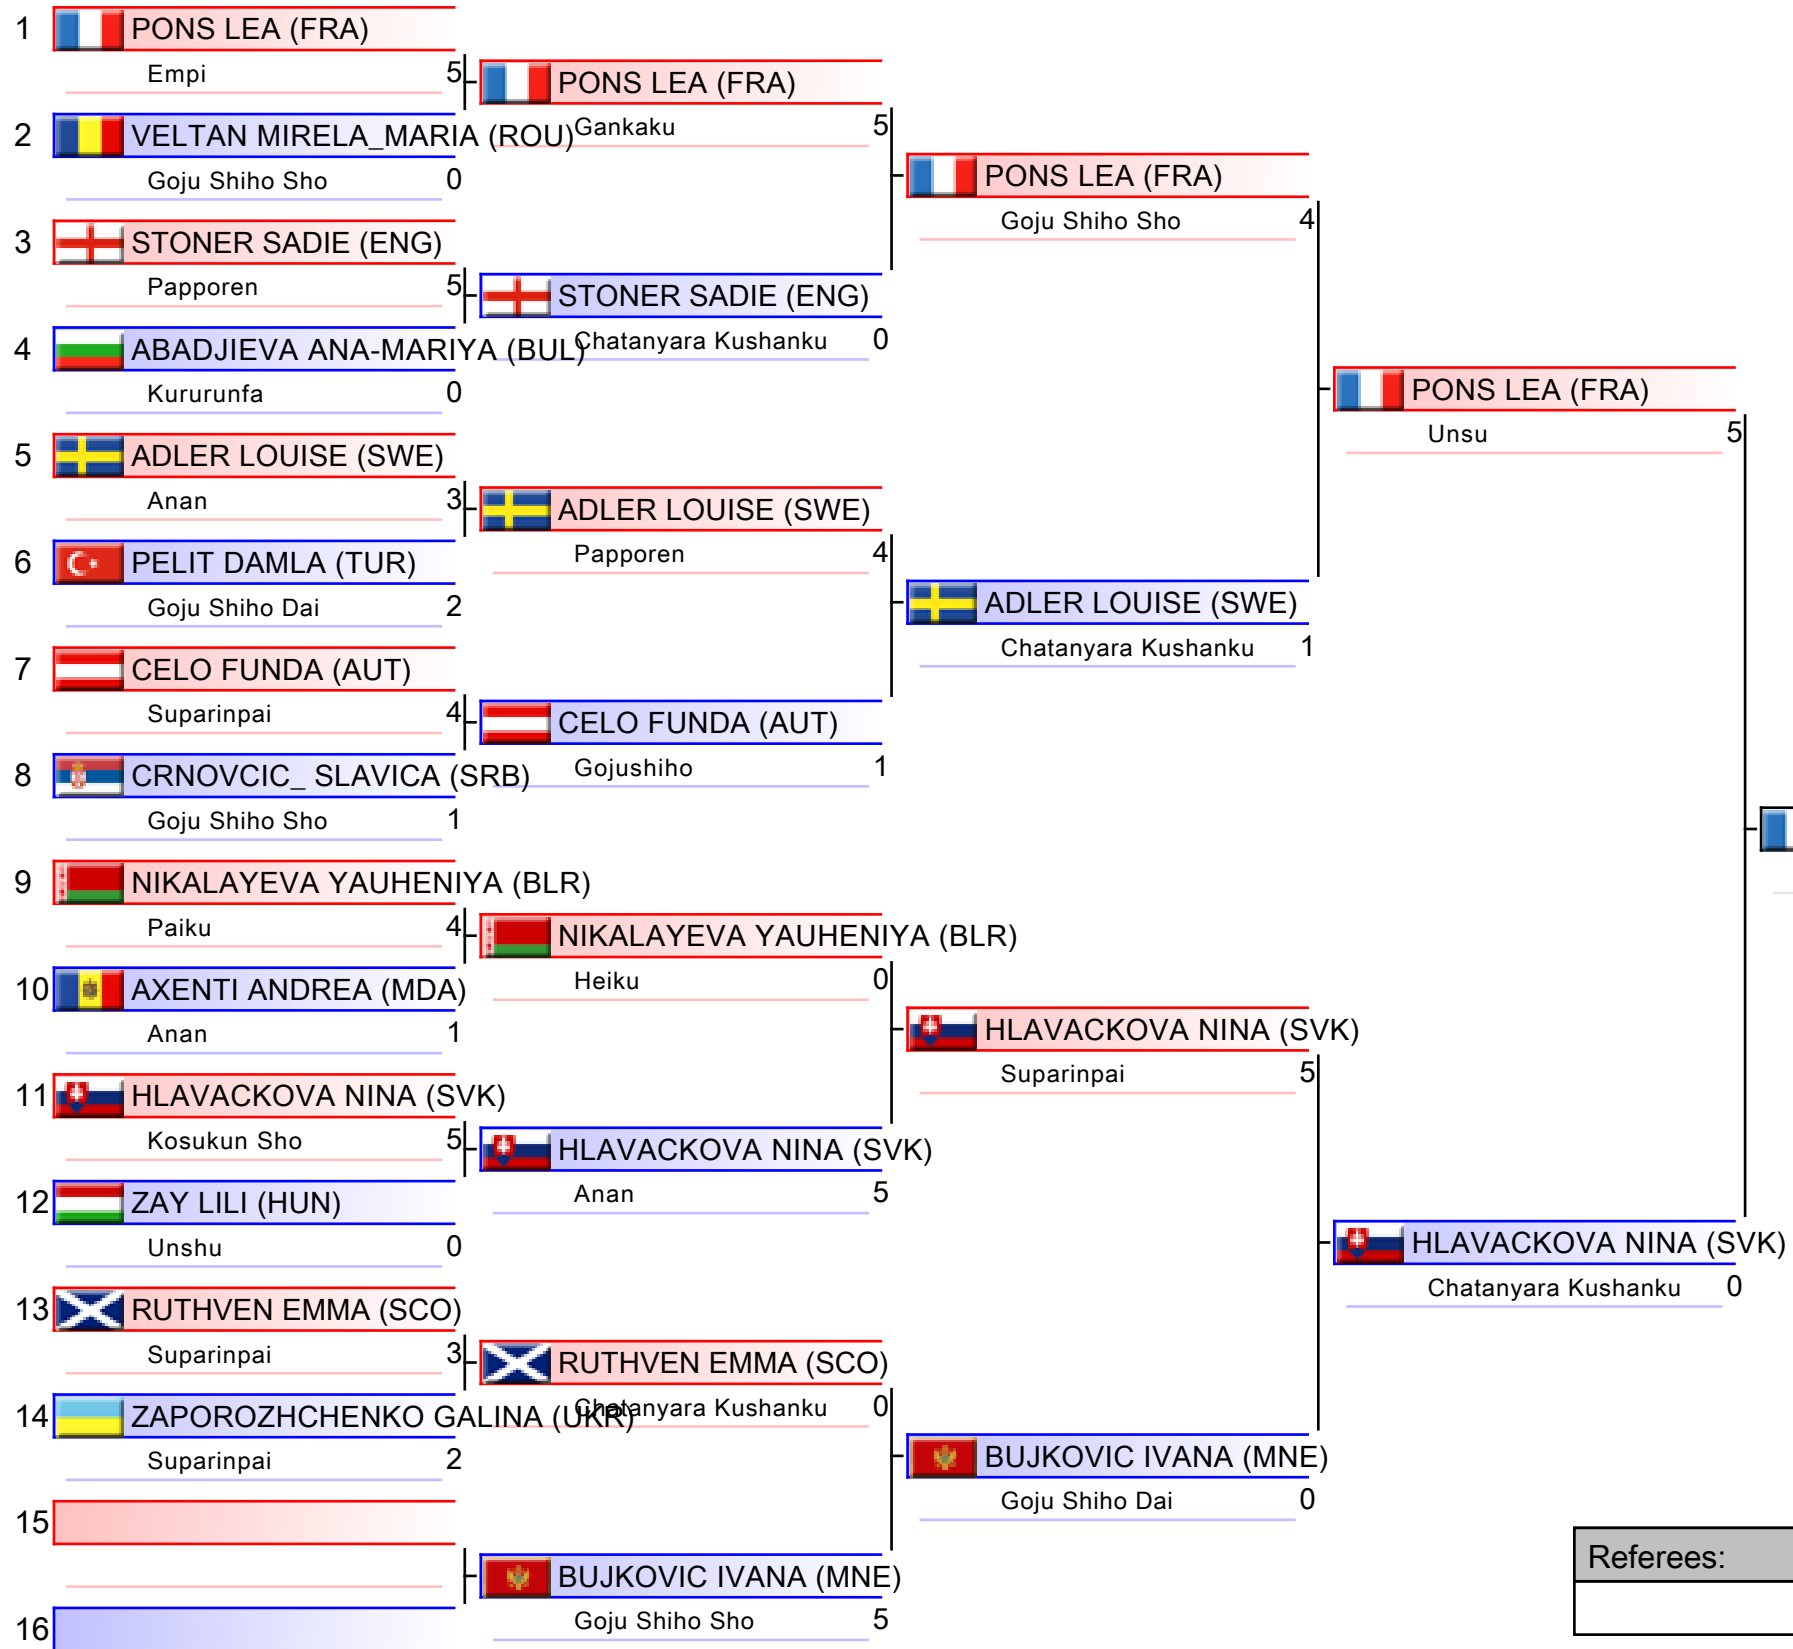 1 PONS LEA (FRA)
Empi 5
2 VELTAN MIRELA_MARIA (ROU)
Goju Shiho Sho 0
3 STONER SADIE (ENG)
Papporen 5
4 ABADJIEVA ANA-MARIYA (BUL)
Kururunfa 0
5 ADLER LOUISE (SWE)
Anan 3
6 PELIT DAMLA (TUR)
Goju Shiho Dai 2
7 CELO FUNDA (AUT)
Suparinpai 4
8 CRNOVCIC_ SLAVICA (SRB)
Goju Shiho Sho 1
9 NIKALAYEVA YAUHENIYA (BLR)
Paiku 4
10 AXENTI ANDREA (MDA)
Anan 1
11 HLAVACKOVA NINA (SVK)
Kosukun Sho 5
12 ZAY LILI (HUN)
Unshu 0
13 RUTHVEN EMMA (SCO)
Suparinpai 3
14 ZAPOROZHCHENKO GALINA (UKR)
Suparinpai 2
15
16
PONS LEA (FRA)
Gankaku 5
STONER SADIE (ENG)
Chatanyara Kushanku 0
ADLER LOUISE (SWE)
Papporen 4
CELO FUNDA (AUT)
Gojushiho 1
NIKALAYEVA YAUHENIYA (BLR)
Heiku 0
HLAVACKOVA NINA (SVK)
Anan 5
RUTHVEN EMMA (SCO)
Chatanyara Kushanku 0
BUJKOVIC IVANA (MNE)
Goju Shiho Sho 5
PONS LEA (FRA)
Goju Shiho Sho 4
ADLER LOUISE (SWE)
Chatanyara Kushanku 1
HLAVACKOVA NINA (SVK)
Suparinpai 5
BUJKOVIC IVANA (MNE)
Goju Shiho Dai 0
PONS LEA (FRA)
Unsu 5
HLAVACKOVA NINA (SVK)
Chatanyara Kushanku 0
Referees: